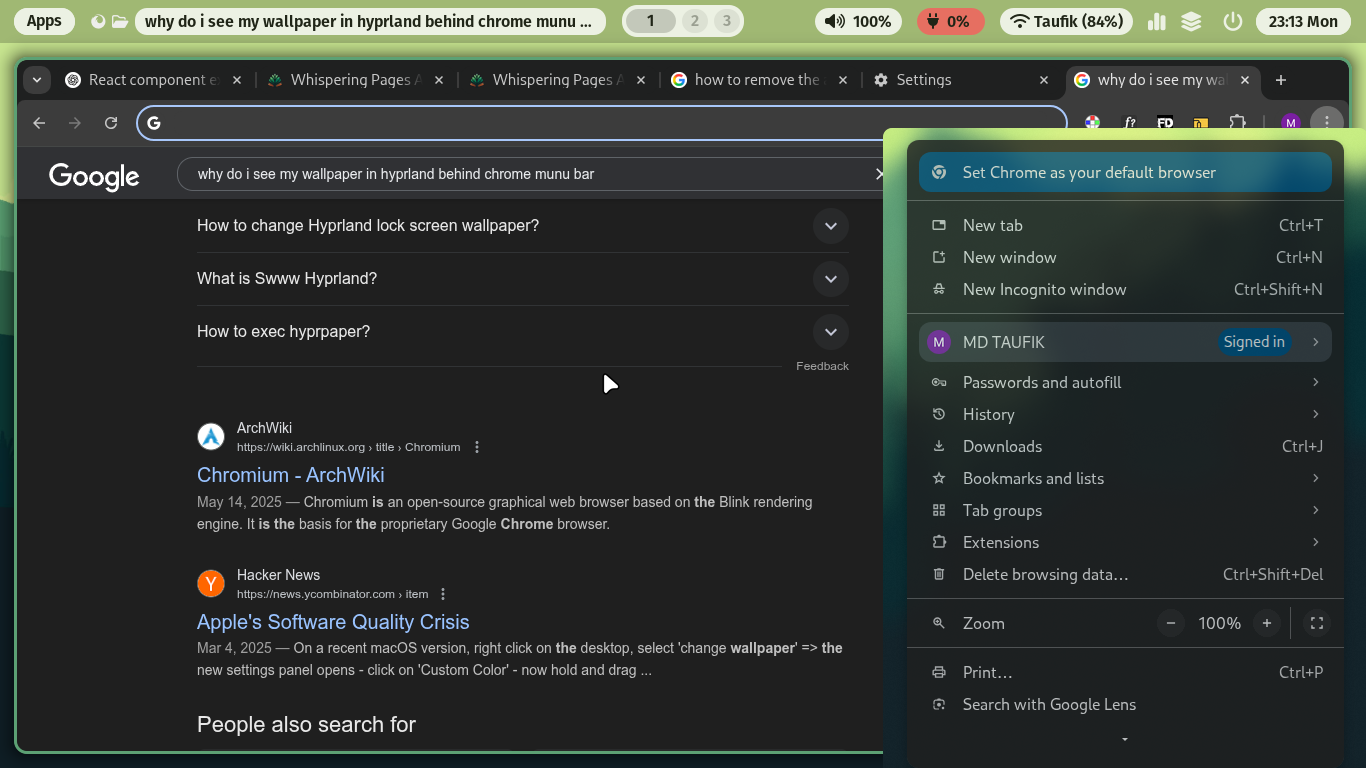 Apps
why do i see my wallpaper in hyprland behind chrome munu ...
1 2 3
100%
0%
Taufik (84%)
23:13 Mon
React component e
Whispering Pages A
Whispering Pages A
how to remove the
Settings
why do i see my wa
f?
FD
M
Google
why do i see my wallpaper in hyprland behind chrome munu bar
How to change Hyprland lock screen wallpaper?
What is Swww Hyprland?
How to exec hyprpaper?
Feedback
ArchWiki
https://wiki.archlinux.org › title › Chromium
Chromium - ArchWiki
May 14, 2025 — Chromium is an open-source graphical web browser based on the Blink rendering
engine. It is the basis for the proprietary Google Chrome browser.
Y
Hacker News
https://news.ycombinator.com › item
Apple's Software Quality Crisis
Mar 4, 2025 — On a recent macOS version, right click on the desktop, select 'change wallpaper' => the
new settings panel opens - click on 'Custom Color' - now hold and drag ...
People also search for
Set Chrome as your default browser
New tab Ctrl+T
New window Ctrl+N
New Incognito window Ctrl+Shift+N
M MD TAUFIK Signed in
Passwords and autofill
History
Downloads Ctrl+J
Bookmarks and lists
Tab groups
Extensions
Delete browsing data... Ctrl+Shift+Del
Zoom − 100% +
Print... Ctrl+P
Search with Google Lens